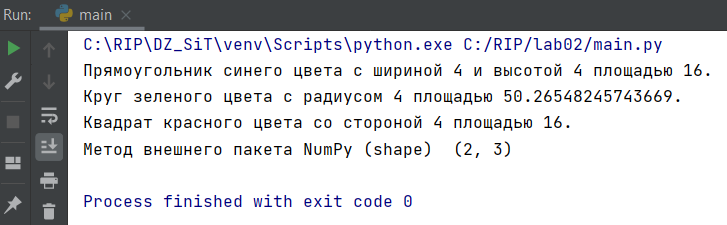 Run: main
C:\RIP\DZ_SiT\venv\Scripts\python.exe C:/RIP/lab02/main.py
Прямоугольник синего цвета с шириной 4 и высотой 4 площадью 16.
Круг зеленого цвета с радиусом 4 площадью 50.26548245743669.
Квадрат красного цвета со стороной 4 площадью 16.
Метод внешнего пакета NumPy (shape)  (2, 3)
Process finished with exit code 0